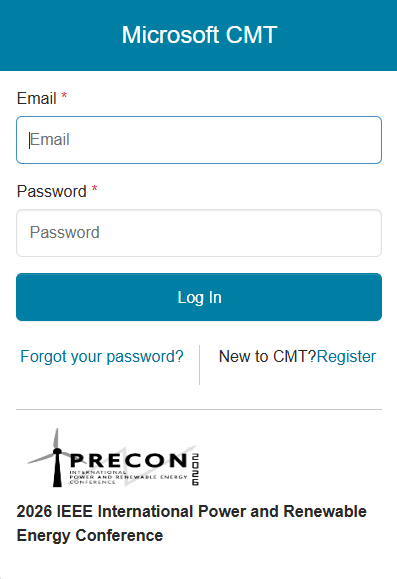 Microsoft CMT
Email *
Email
Password *
Password
Log In
Forgot your password?
New to CMT?Register
PRECON 2026
INTERNATIONAL
POWER AND RENEWABLE ENERGY
CONFERENCE
2026 IEEE International Power and Renewable
Energy Conference